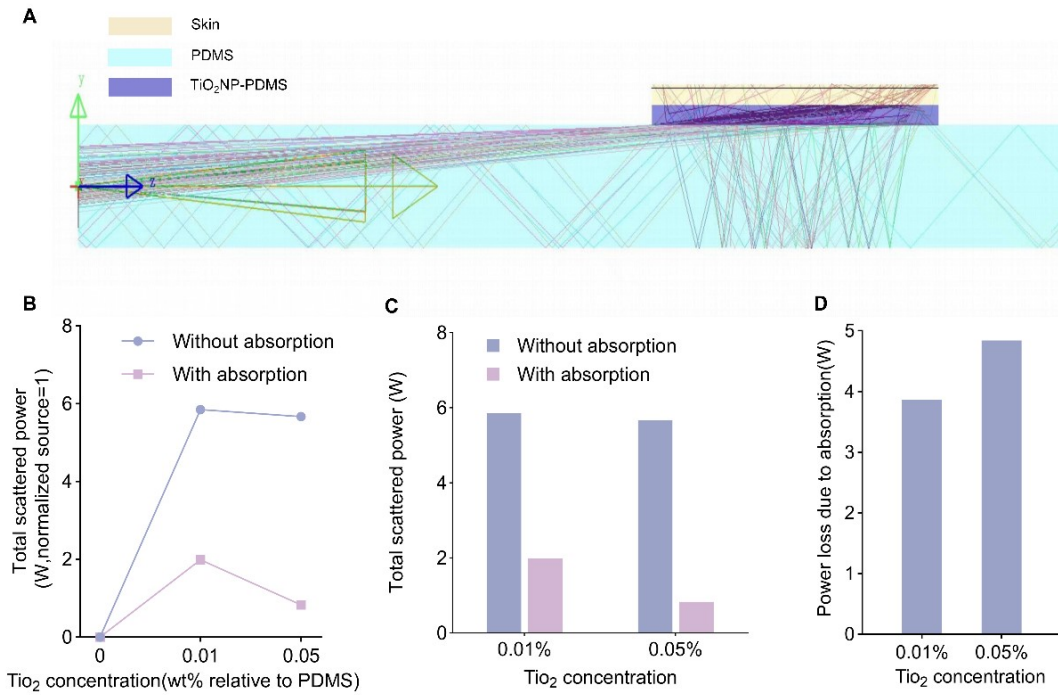 A
Skin
PDMS
TiO₂NP-PDMS
y
z
B
Without absorption
With absorption
Total scattered power
(W,normalized source=1)
8
6
4
2
0
0
0.01
0.05
Tio₂ concentration(wt% relative to PDMS)
C
Without absorption
With absorption
Total scattered power (W)
8
6
4
2
0
0.01%
0.05%
Tio₂ concentration
D
Power loss due to absorption(W)
5
4
3
2
1
0
0.01%
0.05%
Tio₂ concentration